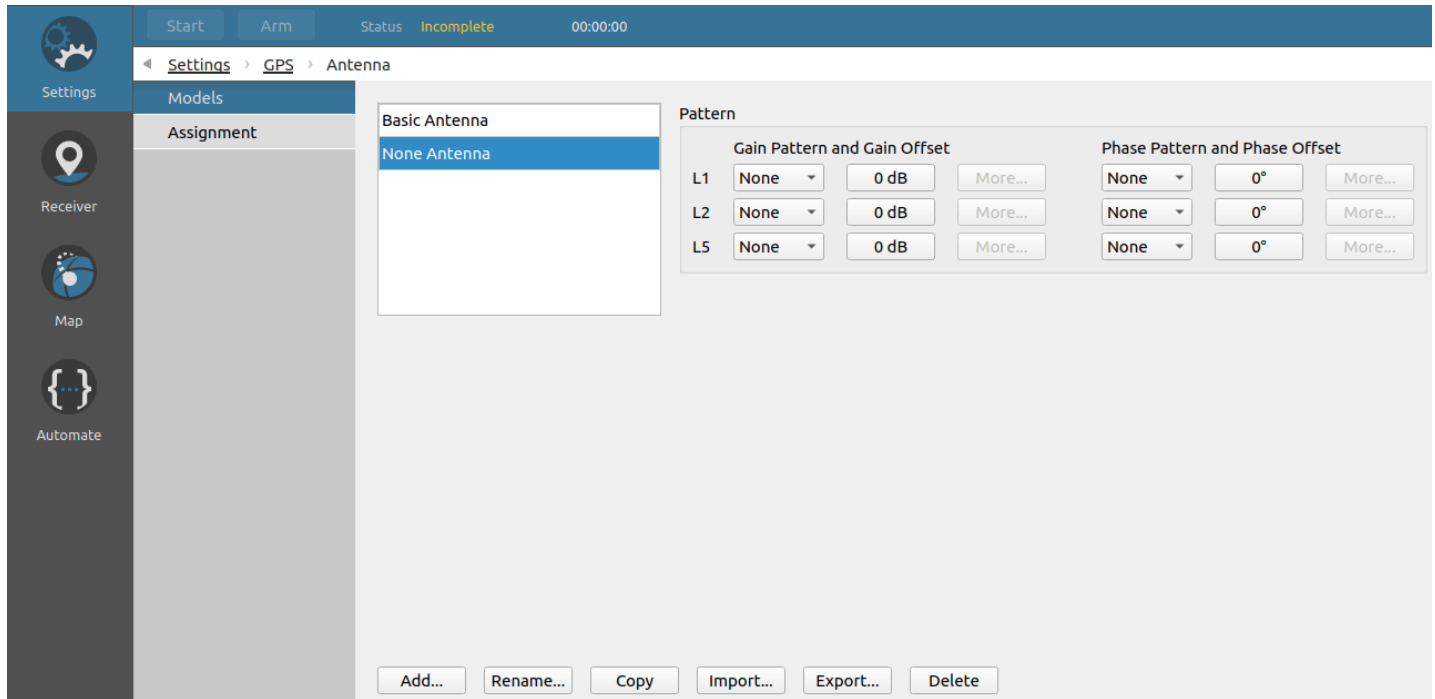 Start Arm Status Incomplete 00:00:00
Settings > GPS > Antenna
Settings
Receiver
Map
Automate
Models
Assignment
Basic Antenna
None Antenna
Pattern
Gain Pattern and Gain Offset Phase Pattern and Phase Offset
L1 None 0 dB More... None 0° More...
L2 None 0 dB More... None 0° More...
L5 None 0 dB More... None 0° More...
Add... Rename... Copy Import... Export... Delete